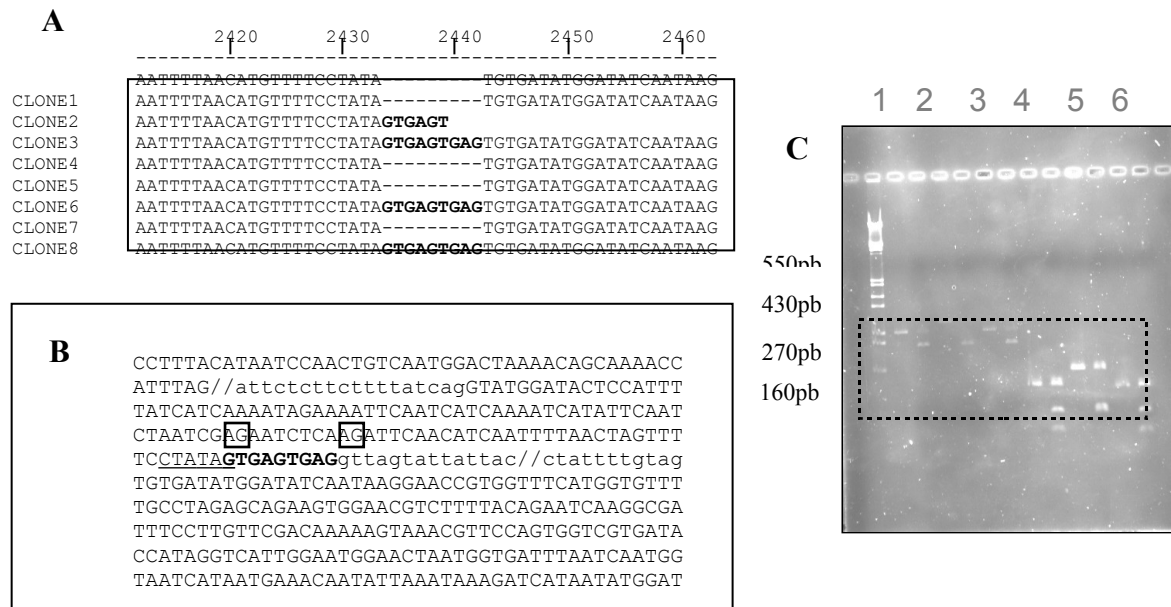 A
2420 2430 2440 2450 2460
AATTTTAACATGTTTTCCTATA---------TGTGATATGGATATCAATAAG
CLONE1 AATTTTAACATGTTTTCCTATA---------TGTGATATGGATATCAATAAG
CLONE2 AATTTTAACATGTTTTCCTATAGTGAGT
CLONE3 AATTTTAACATGTTTTCCTATAGTGAGTGAGTGTGATATGGATATCAATAAG
CLONE4 AATTTTAACATGTTTTCCTATA---------TGTGATATGGATATCAATAAG
CLONE5 AATTTTAACATGTTTTCCTATA---------TGTGATATGGATATCAATAAG
CLONE6 AATTTTAACATGTTTTCCTATAGTGAGTGAGTGTGATATGGATATCAATAAG
CLONE7 AATTTTAACATGTTTTCCTATA---------TGTGATATGGATATCAATAAG
CLONE8 AATTTTAACATGTTTTCCTATAGTGAGTGAGTGTGATATGGATATCAATAAG
B
CCTTTACATAATCCAACTGTCAATGGACTAAAACAGCAAAACC
ATTTAG//attctcttcttttatcagGTATGGATACTCCATTT
TATCATCAAAATAGAAAATTCAATCATCAAAATCATATTCAAT
CTAATCGAGAATCTCAAGATTCAACATCAATTTTAACTAGTTT
TCCTATAGTGAGTGAGgttagtattattac//ctattttgtag
TGTGATATGGATATCAATAAGGAACCGTGGTTTCATGGTGTTT
TGCCTAGAGCAGAAGTGGAACGTCTTTTACAGAATCAAGGCGA
TTTCCTTGTTCGACAAAAAGTAAACGTTCCAGTGGTCGTGATA
CCATAGGTCATTGGAATGGAACTAATGGTGATTTAATCAATGG
TAATCATAATGAAACAATATTAAATAAAGATCATAATATGGAT
C
1 2 3 4 5 6
550pb
430pb
270pb
160pb